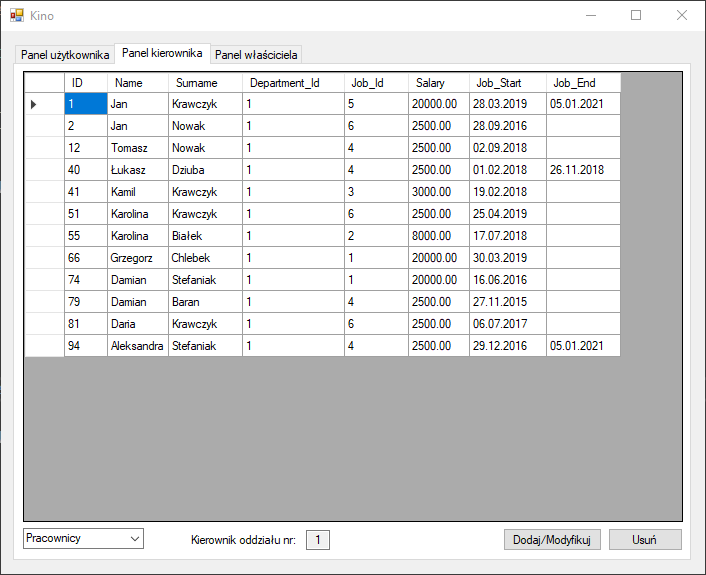 Kino
Panel użytkownika Panel kierownika Panel właściciela
ID Name Surname Department_Id Job_Id Salary Job_Start Job_End
1 Jan Krawczyk 1 5 20000.00 28.03.2019 05.01.2021
2 Jan Nowak 1 6 2500.00 28.09.2016
12 Tomasz Nowak 1 4 2500.00 02.09.2018
40 Łukasz Dziuba 1 4 2500.00 01.02.2018 26.11.2018
41 Kamil Krawczyk 1 3 3000.00 19.02.2018
51 Karolina Krawczyk 1 6 2500.00 25.04.2019
55 Karolina Białek 1 2 8000.00 17.07.2018
66 Grzegorz Chlebek 1 1 20000.00 30.03.2019
74 Damian Stefaniak 1 1 20000.00 16.06.2016
79 Damian Baran 1 4 2500.00 27.11.2015
81 Daria Krawczyk 1 6 2500.00 06.07.2017
94 Aleksandra Stefaniak 1 4 2500.00 29.12.2016 05.01.2021
Pracownicy Kierownik oddziału nr: 1 Dodaj/Modyfikuj Usuń